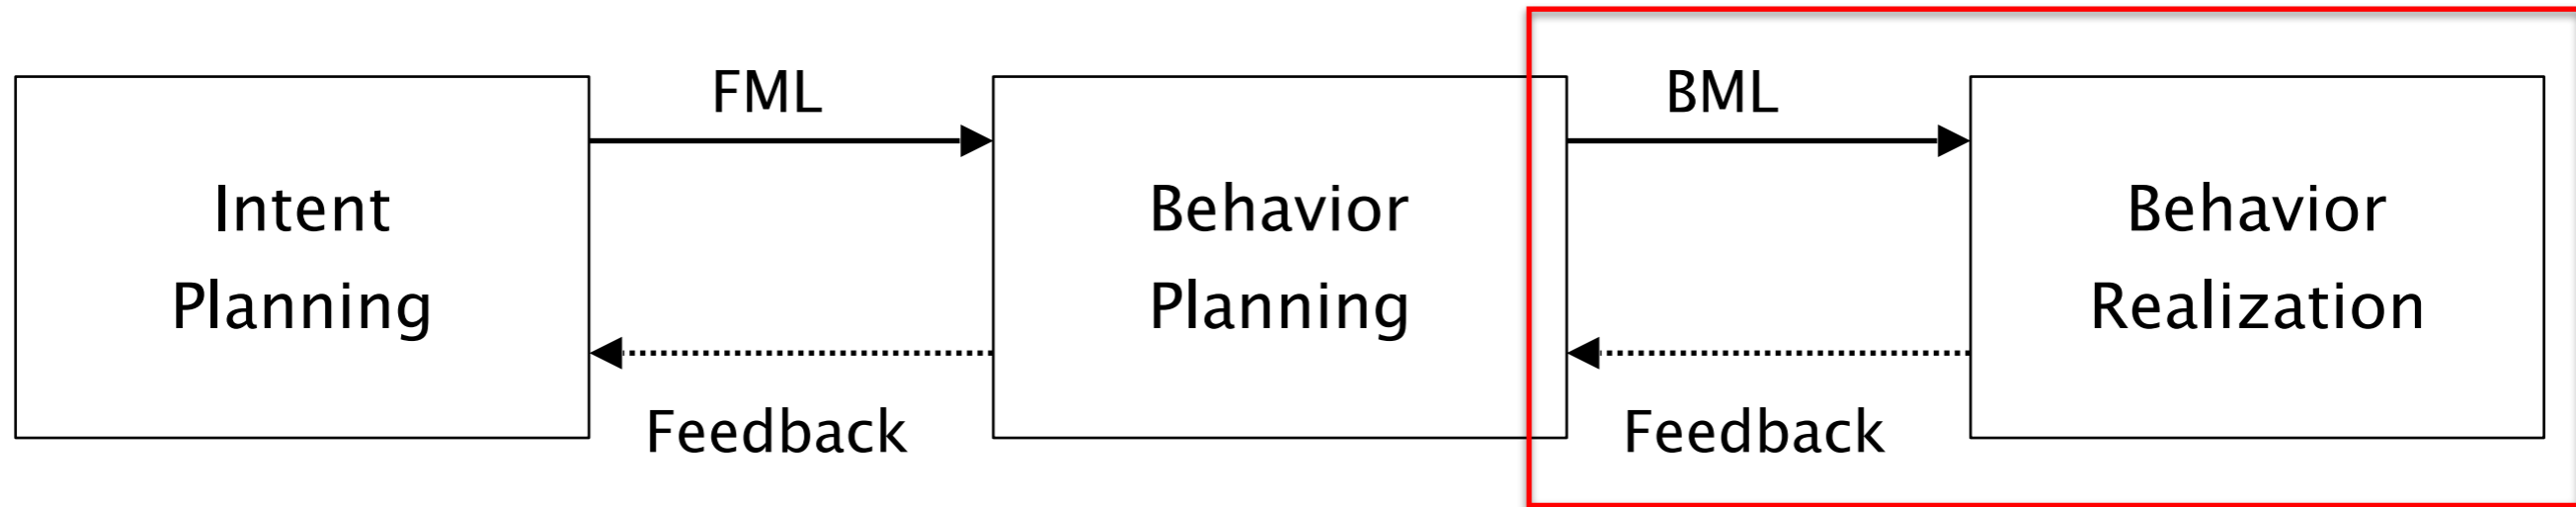 Intent
Planning
FML
Feedback
Behavior
Planning
BML
Feedback
Behavior
Realization